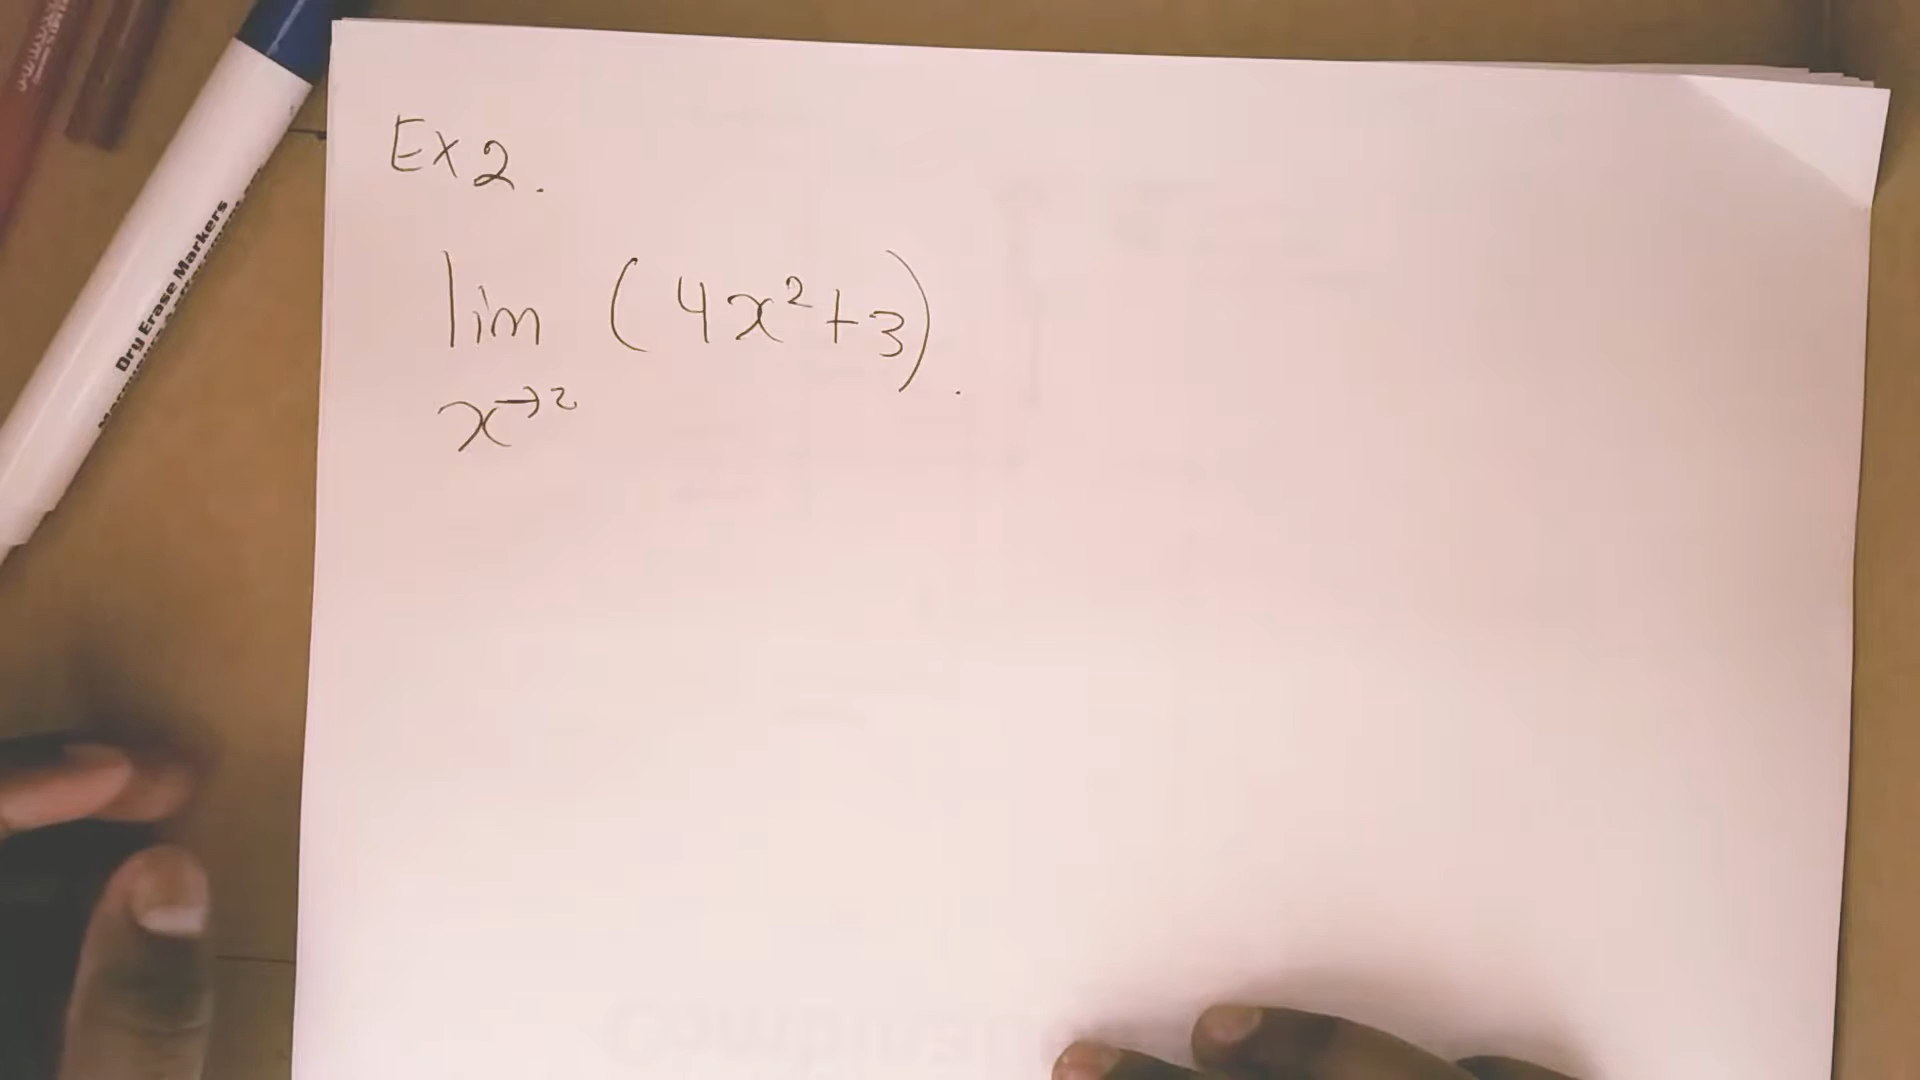 Dry Erase Markers
Ex 2.
lim (4x²+3).
x→2